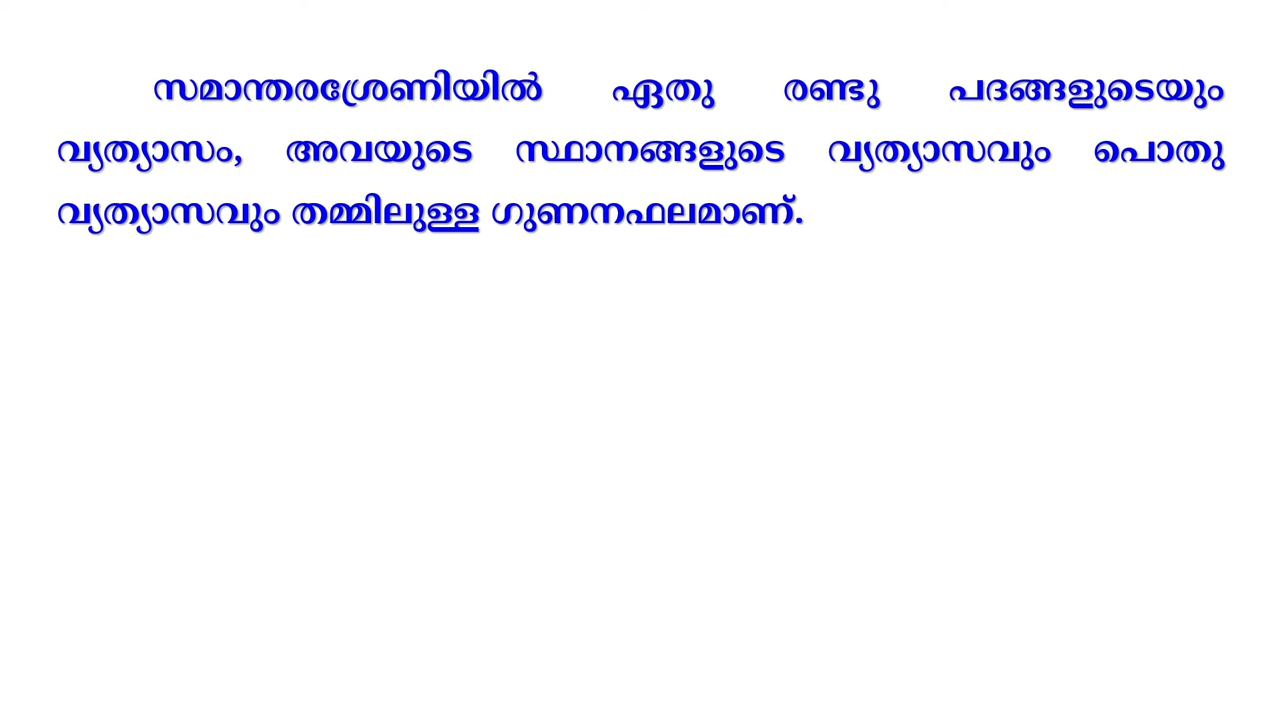 സമാന്തരശ്രേണിയിൽ ഏതു രണ്ടു പദങ്ങളുടെയും
വ്യത്യാസം, അവയുടെ സ്ഥാനങ്ങളുടെ വ്യത്യാസവും പൊതു
വ്യത്യാസവും തമ്മിലുള്ള ഗുണനഫലമാണ്.